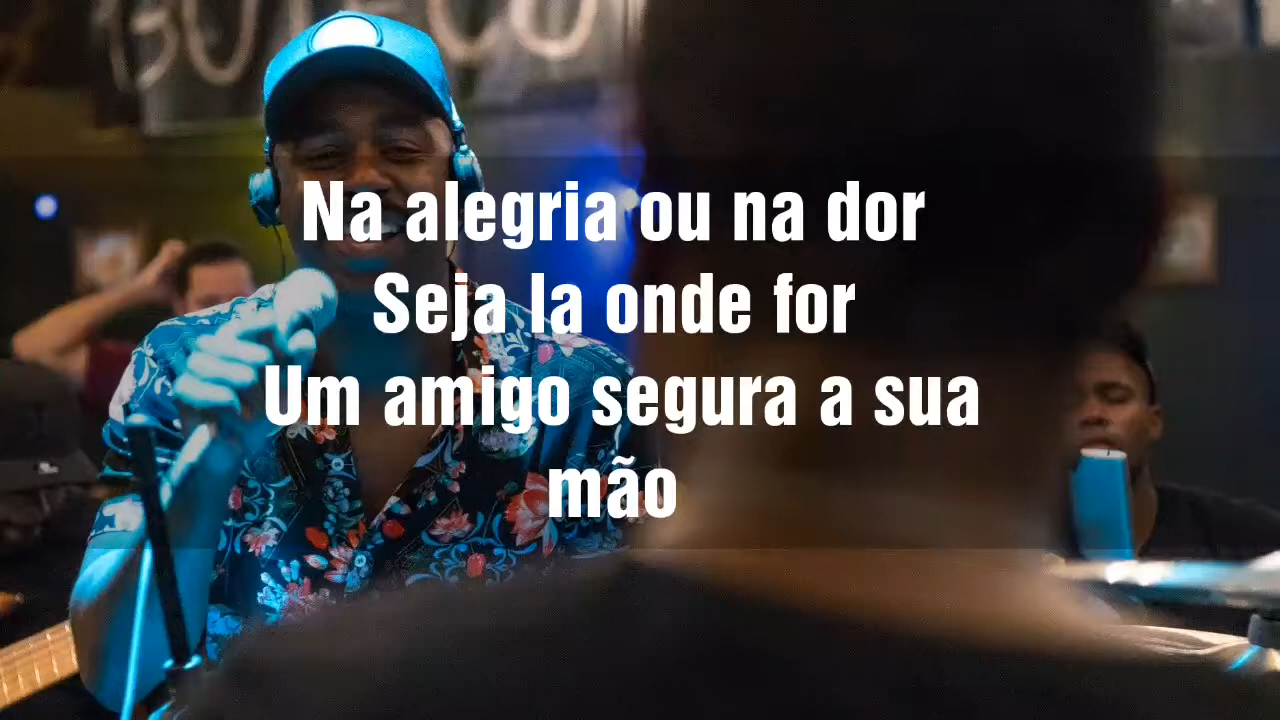 Na alegria ou na dor
Seja la onde for
Um amigo segura a sua
mão